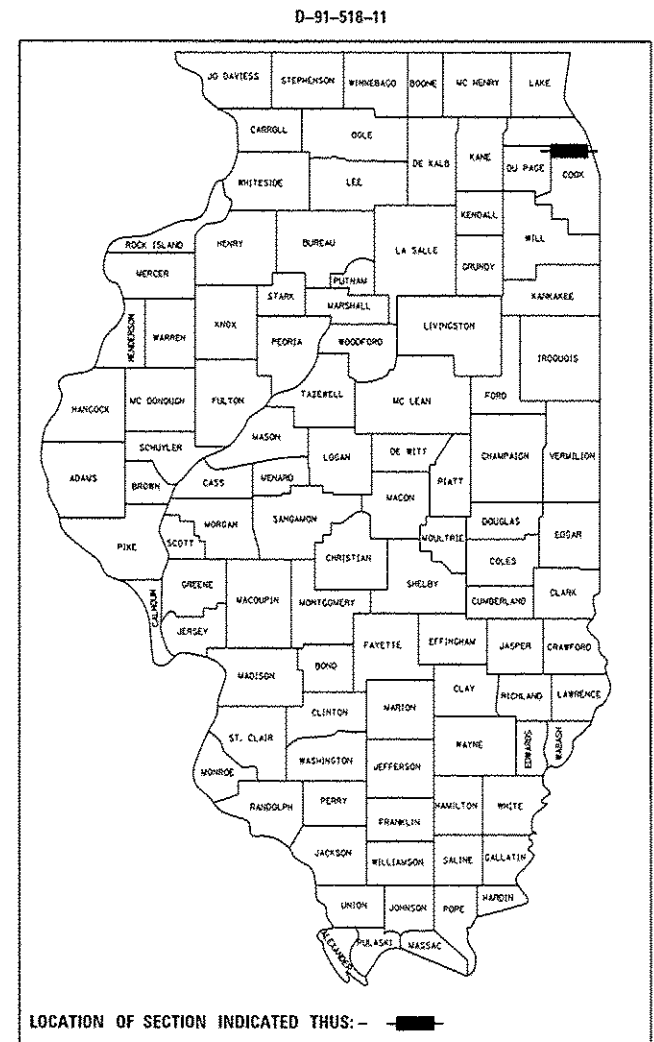 D-91-518-11
JO DAVIESS STEPHENSON WINNEBAGO BOONE MC HENRY LAKE
CARROLL OGLE DE KALB KANE DU PAGE COOK
WHITESIDE LEE
KENDALL WILL
ROCK ISLAND HENRY BUREAU LA SALLE GRUNDY
MERCER PUTNAM
STARK MARSHALL KANKAKEE
HENDERSON WARREN KNOX PEORIA WOODFORD LIVINGSTON IROQUOIS
HANCOCK MC DONOUGH FULTON TAZEWELL MC LEAN FORD
MASON
SCHUYLER LOGAN DE WITT CHAMPAIGN VERMILION
ADAMS BROWN CASS MENARD PIATT
MACON
MORGAN SANGAMON DOUGLAS
PIKE SCOTT CHRISTIAN MOULTRIE EDGAR
COLES
GREENE SHELBY
CALHOUN MACOUPIN MONTGOMERY CUMBERLAND CLARK
JERSEY
FAYETTE EFFINGHAM JASPER CRAWFORD
MADISON BOND
CLAY RICHLAND LAWRENCE
CLINTON MARION
ST. CLAIR WAYNE EDWARDS WABASH
WASHINGTON JEFFERSON
MONROE
RANDOLPH PERRY HAMILTON WHITE
FRANKLIN
JACKSON WILLIAMSON SALINE GALLATIN
UNION JOHNSON POPE HARDIN
ALEXANDER PULASKI MASSAC
LOCATION OF SECTION INDICATED THUS: -